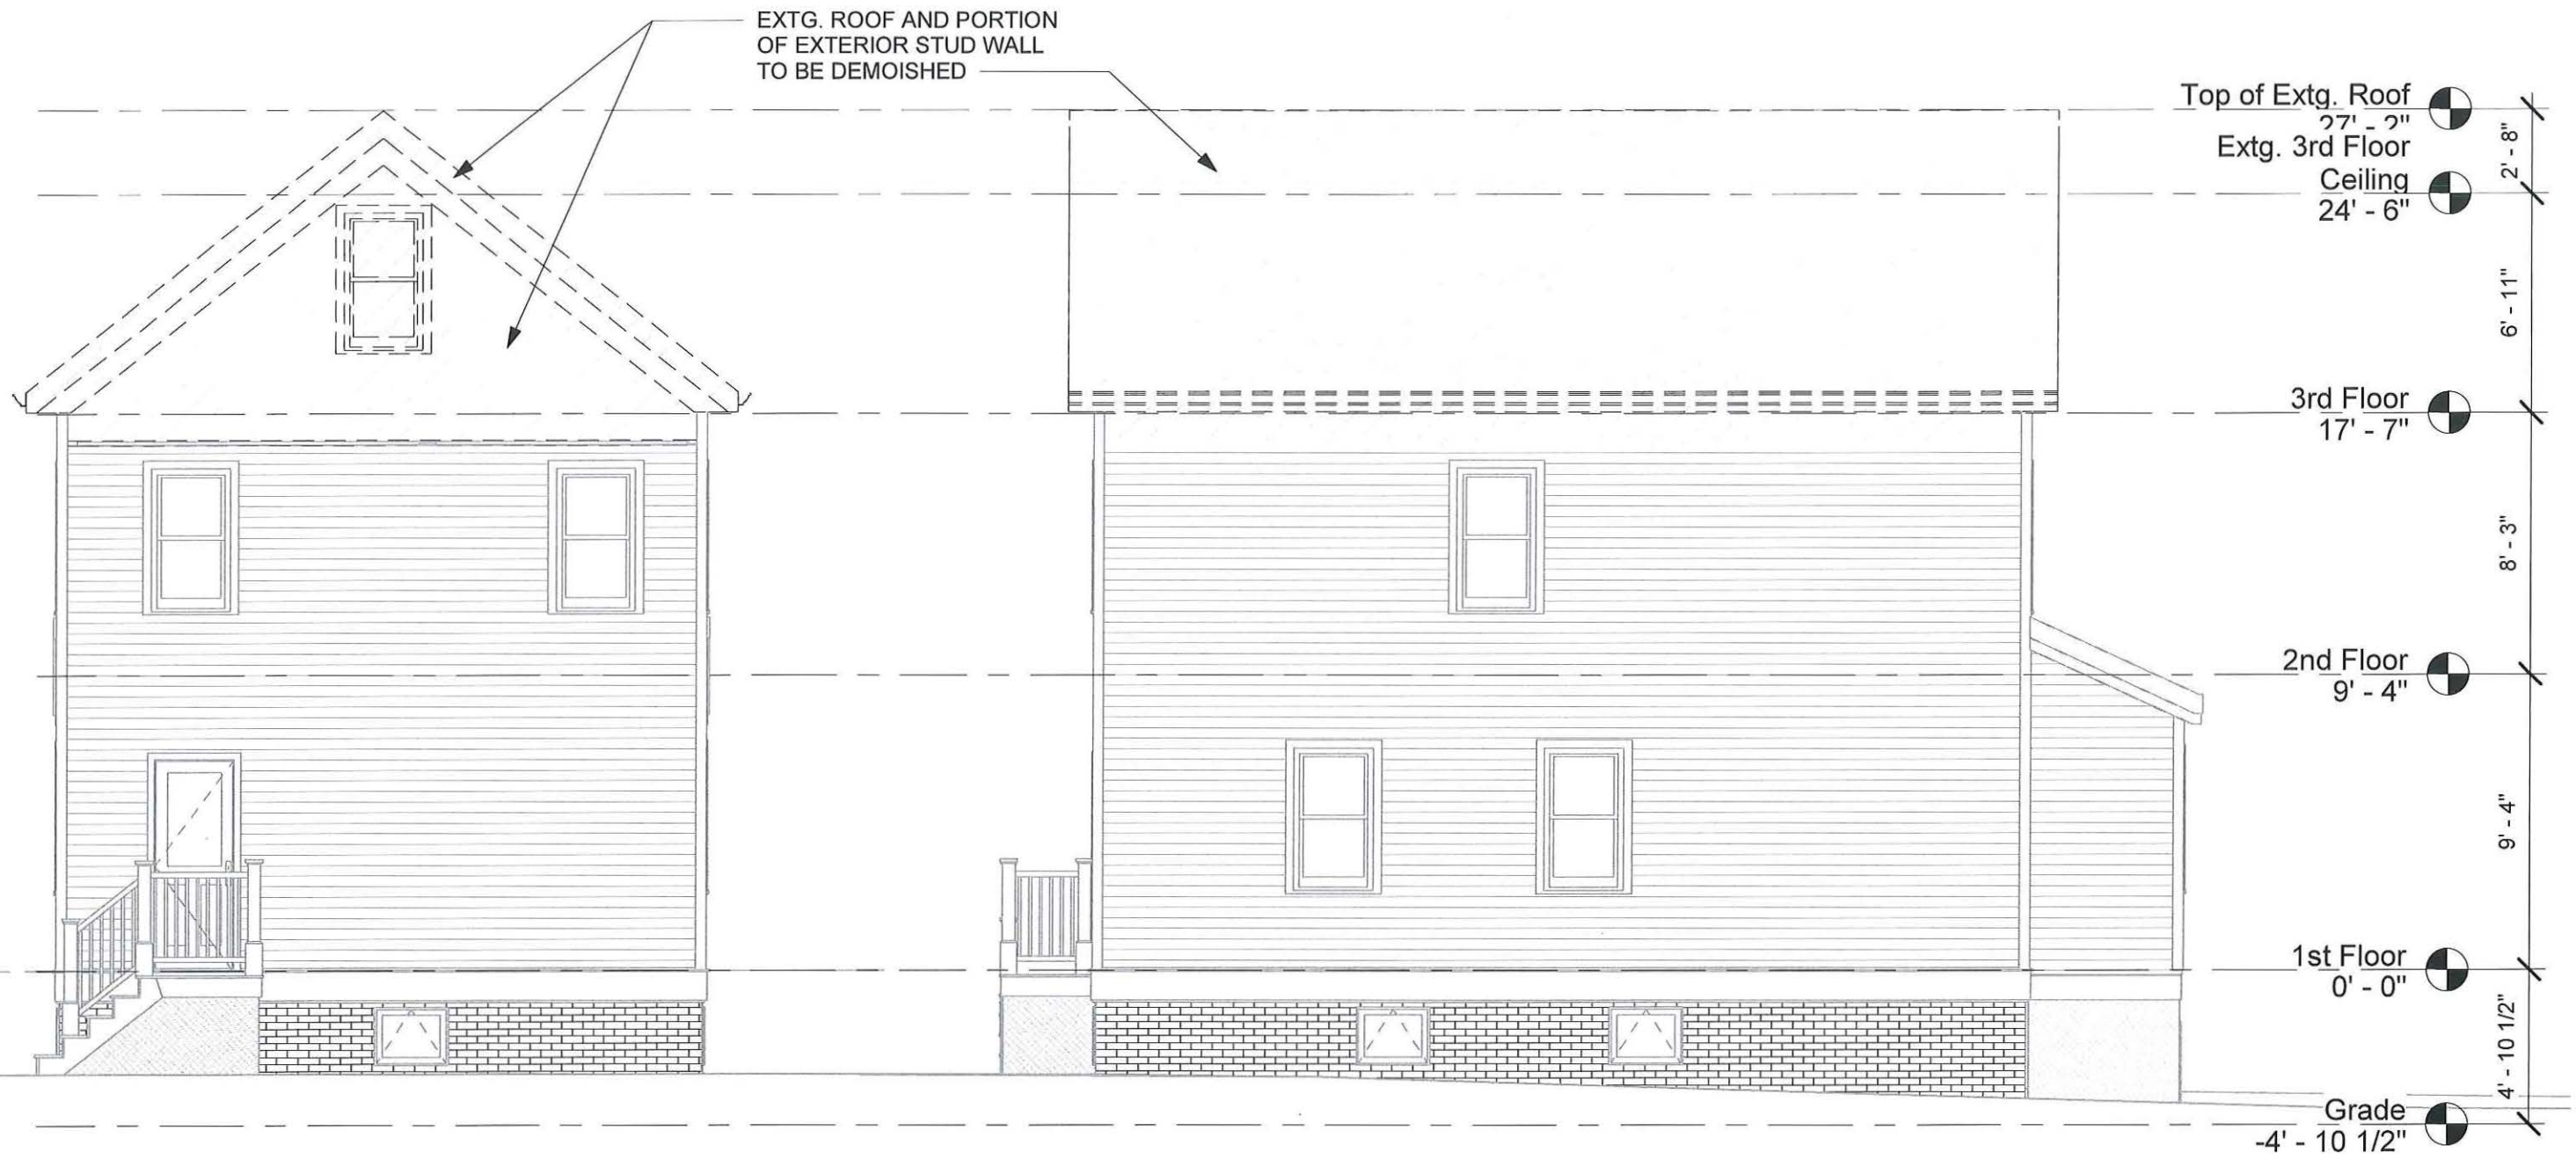 EXTG. ROOF AND PORTION
OF EXTERIOR STUD WALL
TO BE DEMOISHED
Top of Extg. Roof
27' - 2"
2' - 8"
Extg. 3rd Floor
Ceiling
24' - 6"
6' - 11"
3rd Floor
17' - 7"
8' - 3"
2nd Floor
9' - 4"
9' - 4"
1st Floor
0' - 0"
4' - 10 1/2"
Grade
-4' - 10 1/2"